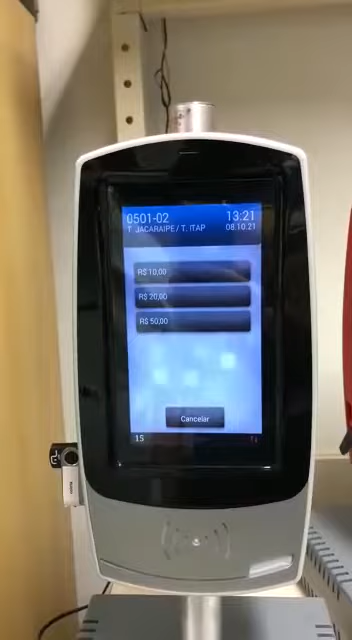 0501-02 13:21
T. JACARAIPE / T. ITAP 08.10.21
R$ 10,00
R$ 20,00
R$ 50,00
Cancelar
15